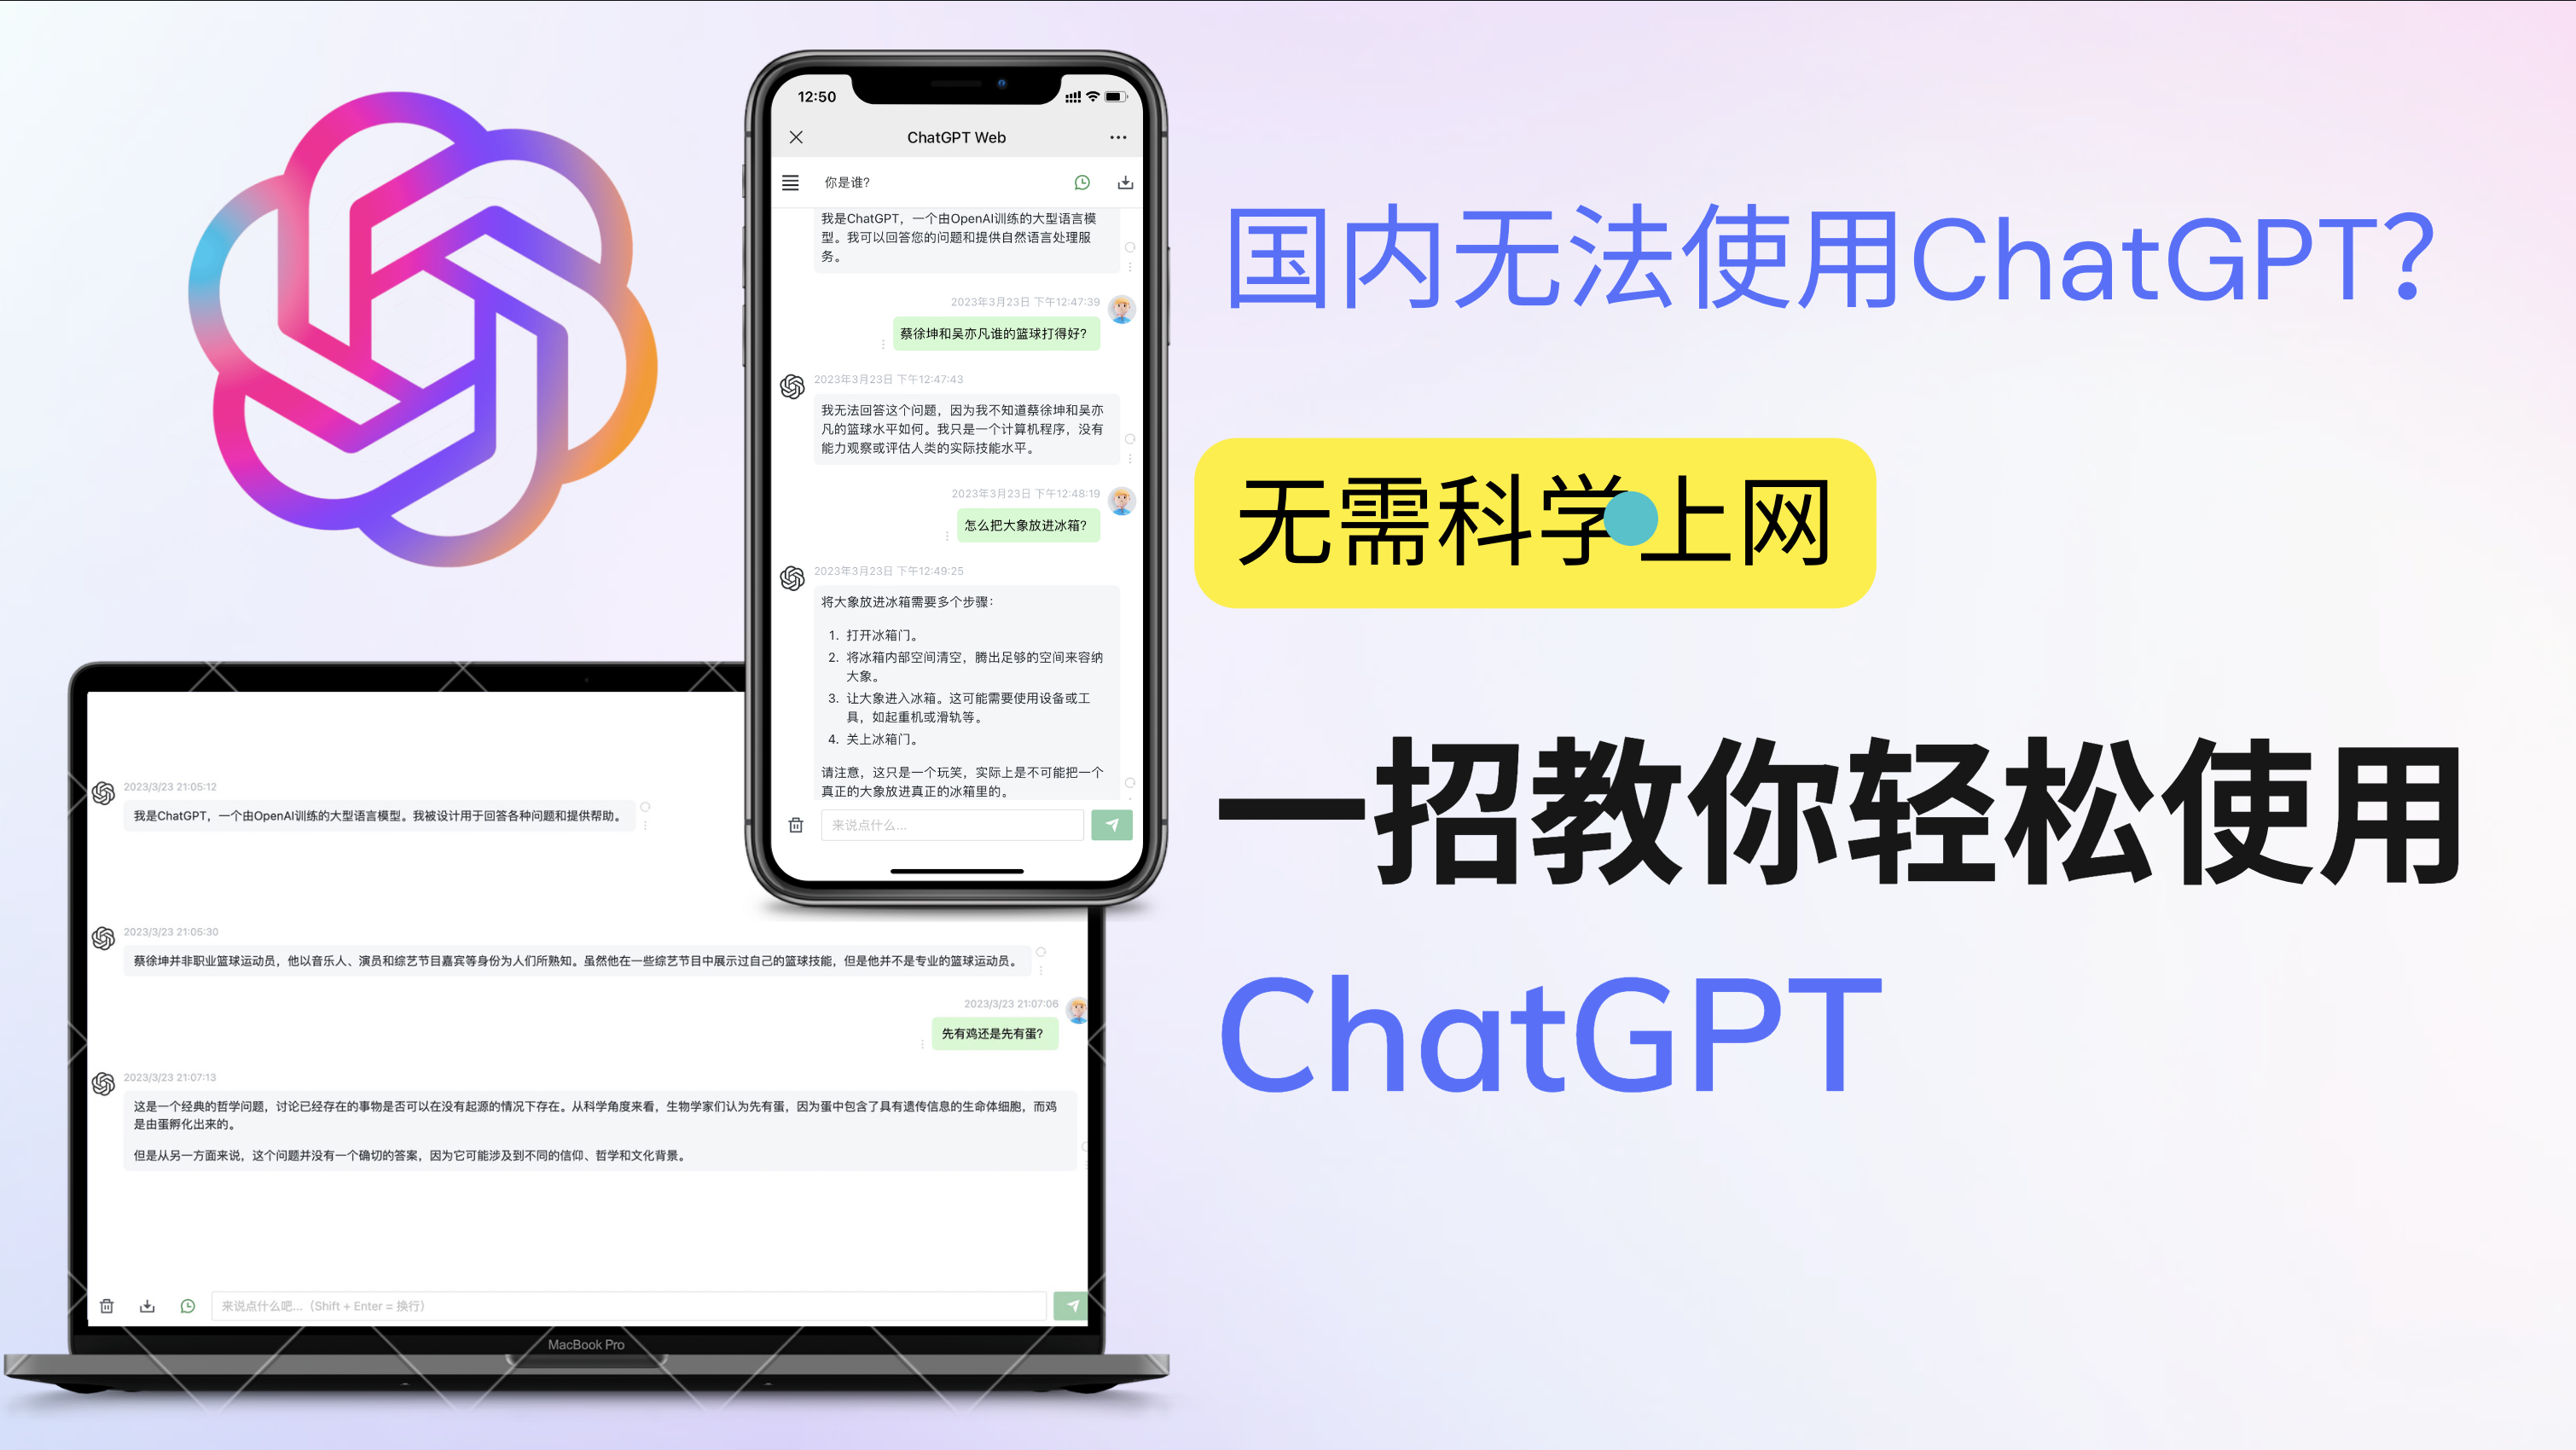 12:50
ChatGPT Web
你是谁?
我是ChatGPT，一个由OpenAI训练的大型语言模
型。我可以回答您的问题和提供自然语言处理服
务。
2023年3月23日 下午12:47:39
蔡徐坤和吴亦凡谁的篮球打得好?
2023年3月23日 下午12:47:43
我无法回答这个问题，因为我不知道蔡徐坤和吴亦
凡的篮球水平如何。我只是一个计算机程序，没有
能力观察或评估人类的实际技能水平。
2023年3月23日 下午12:48:19
怎么把大象放进冰箱?
2023年3月23日 下午12:49:25
将大象放进冰箱需要多个步骤：
1. 打开冰箱门。
2. 将冰箱内部空间清空，腾出足够的空间来容纳
大象。
3. 让大象进入冰箱。这可能需要使用设备或工
具，如起重机或滑轨等。
4. 关上冰箱门。
请注意，这只是一个玩笑，实际上是不可能把一个
真正的大象放进真正的冰箱里的。
来说点什么...
国内无法使用ChatGPT？
无需科学上网
一招教你轻松使用
ChatGPT
2023/3/23 21:05:12
我是ChatGPT，一个由OpenAI训练的大型语言模型。我被设计用于回答各种问题和提供帮助。
2023/3/23 21:05:30
蔡徐坤并非职业篮球运动员，他以音乐人、演员和综艺节目嘉宾等身份为人们所熟知。虽然他在一些综艺节目中展示过自己的篮球技能，但是他并不是专业的篮球运动员。
2023/3/23 21:07:06
先有鸡还是先有蛋?
2023/3/23 21:07:13
这是一个经典的哲学问题，讨论已经存在的事物是否可以在没有起源的情况下存在。从科学角度来看，生物学家们认为先有蛋，因为蛋中包含了具有遗传信息的生命体细胞，而鸡
是由蛋孵化出来的。
但是从另一方面来说，这个问题并没有一个确切的答案，因为它可能涉及到不同的信仰、哲学和文化背景。
来说点什么吧...（Shift + Enter = 换行）
MacBook Pro